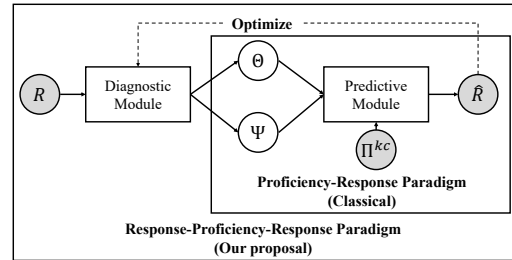 Optimize
Θ
R
Diagnostic
Module
Predictive
Module
R̂
Ψ
Π^{kc}
Proficiency-Response Paradigm
(Classical)
Response-Proficiency-Response Paradigm
(Our proposal)